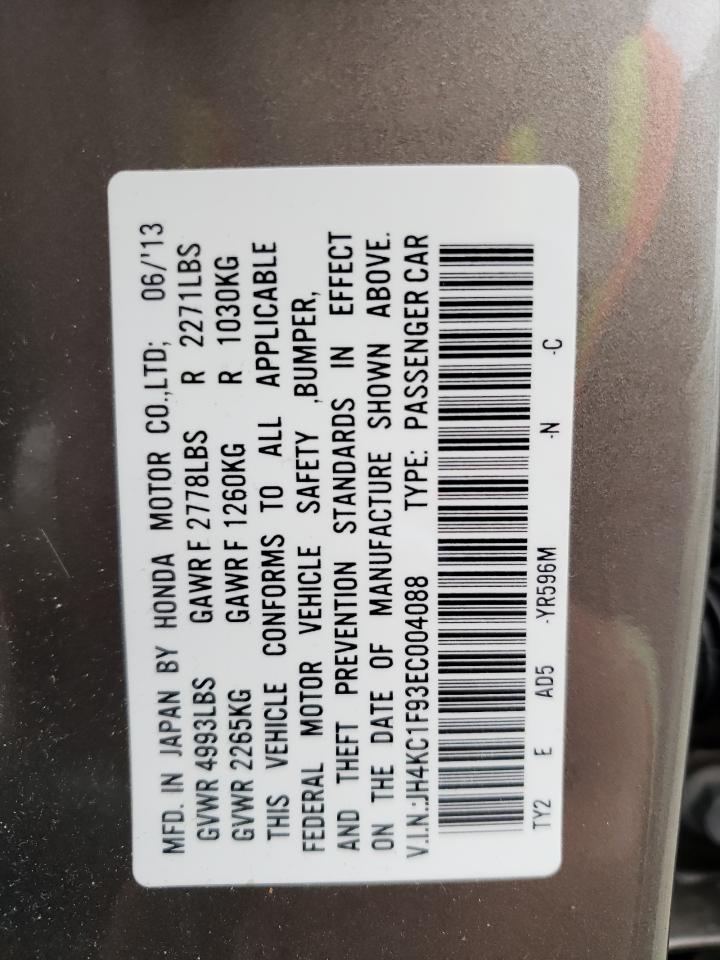 MFD. IN JAPAN BY HONDA MOTOR CO.,LTD; 06/'13
GVWR 4993LBS GAWR F 2778LBS R 2271LBS
GVWR 2265KG GAWR F 1260KG R 1030KG
THIS VEHICLE CONFORMS TO ALL APPLICABLE
FEDERAL MOTOR VEHICLE SAFETY ,BUMPER,
AND THEFT PREVENTION STANDARDS IN EFFECT
ON THE DATE OF MANUFACTURE SHOWN ABOVE.
V.I.N.:JH4KC1F93EC004088 TYPE: PASSENGER CAR
TY2 E AD5 -YR596M -N -C